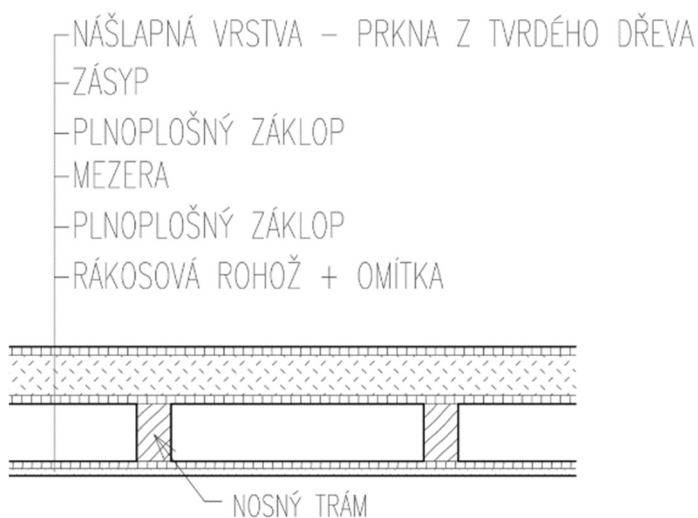 NÁŠLAPNÁ VRSTVA – PRKNA Z TVRDÉHO DŘEVA
ZÁSYP
PLNOPLOŠNÝ ZÁKLOP
MEZERA
PLNOPLOŠNÝ ZÁKLOP
RÁKOSOVÁ ROHOŽ + OMÍTKA
NOSNÝ TRÁM